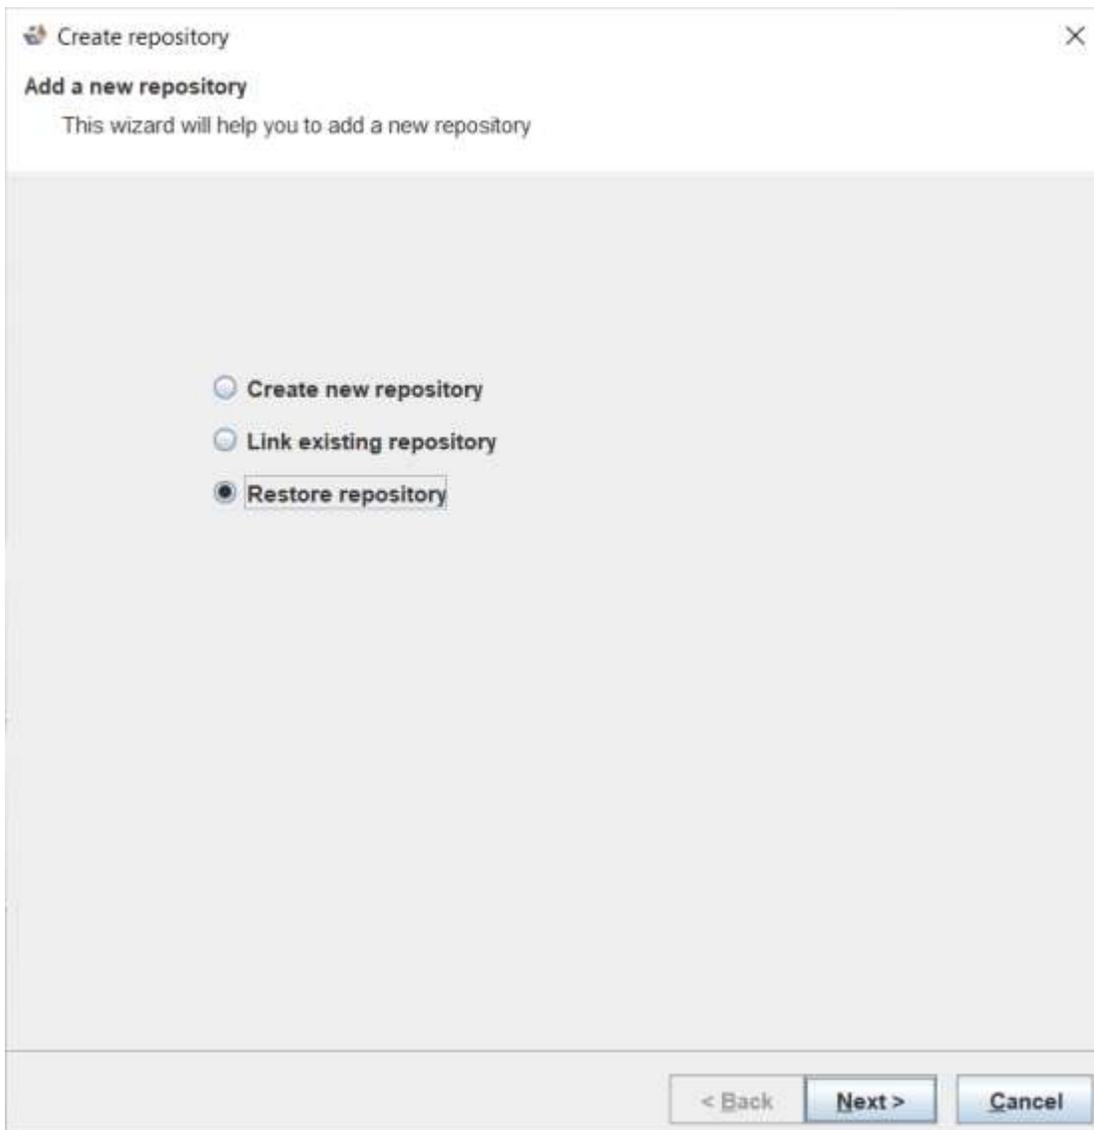 Create repository
Add a new repository
This wizard will help you to add a new repository
Create new repository
Link existing repository
Restore repository
< Back Next > Cancel